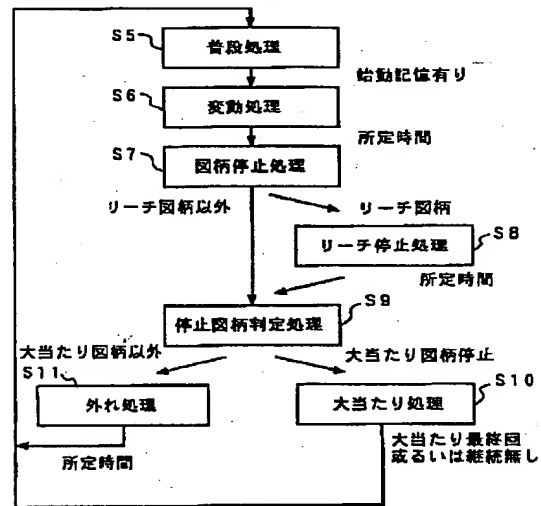 S5
普段処理
始動記憶有り
S6
変動処理
所定時間
S7
図柄停止処理
リーチ図柄以外
リーチ図柄
S8
リーチ停止処理
所定時間
S9
停止図柄判定処理
大当たり図柄以外
大当たり図柄停止
S11
外れ処理
S10
大当たり処理
所定時間
大当たり最終回
或るいは継続無し